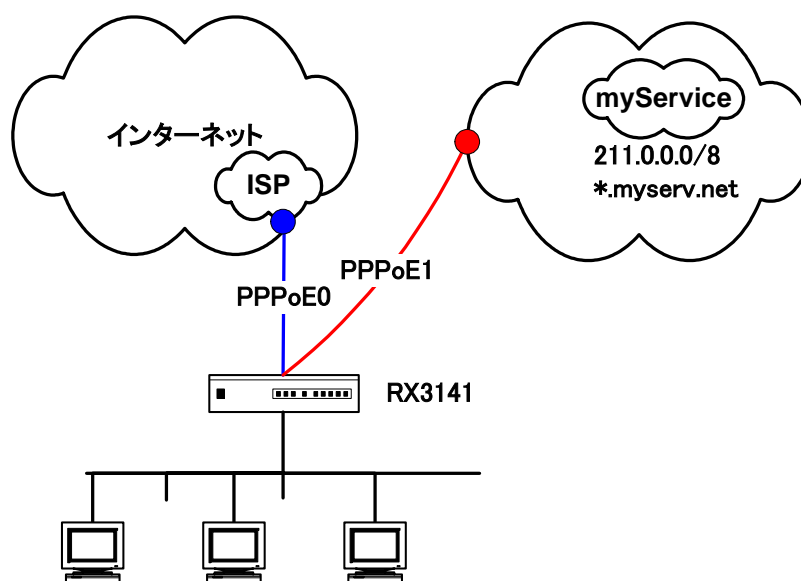 インターネット
ISP
myService
211.0.0.0/8
*.myserv.net
PPPoE1
PPPoE0
RX3141